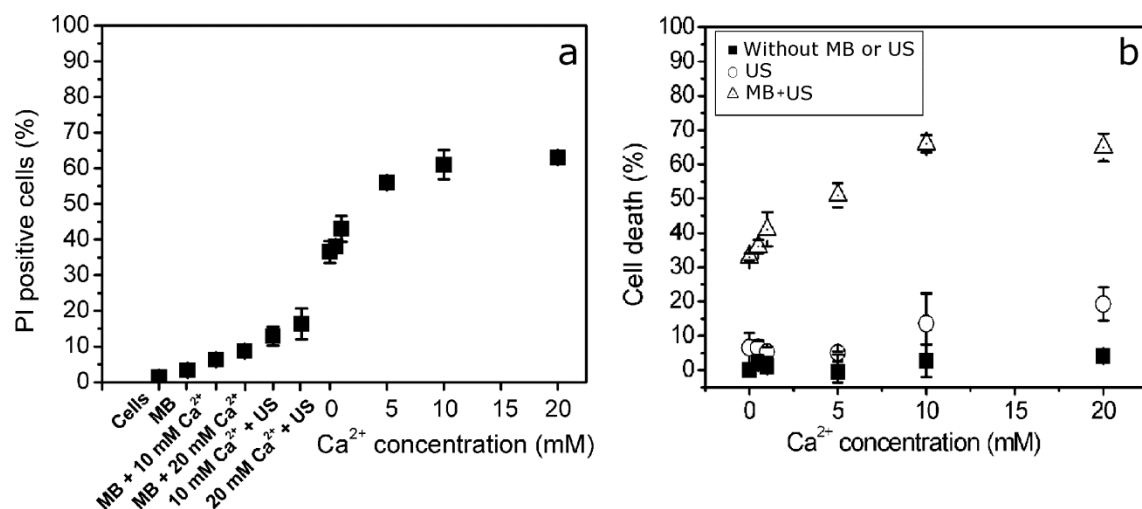 a
100
90
80
70
60
50
40
30
20
10
0
PI positive cells (%)
Cells
MB
MB + 10 mM Ca²⁺
MB + 20 mM Ca²⁺
10 mM Ca²⁺ + US
20 mM Ca²⁺ + US
0 5 10 15 20
Ca²⁺ concentration (mM)
b
Without MB or US
US
MB+US
100
90
80
70
60
50
40
30
20
10
0
Cell death (%)
0 5 10 15 20
Ca²⁺ concentration (mM)